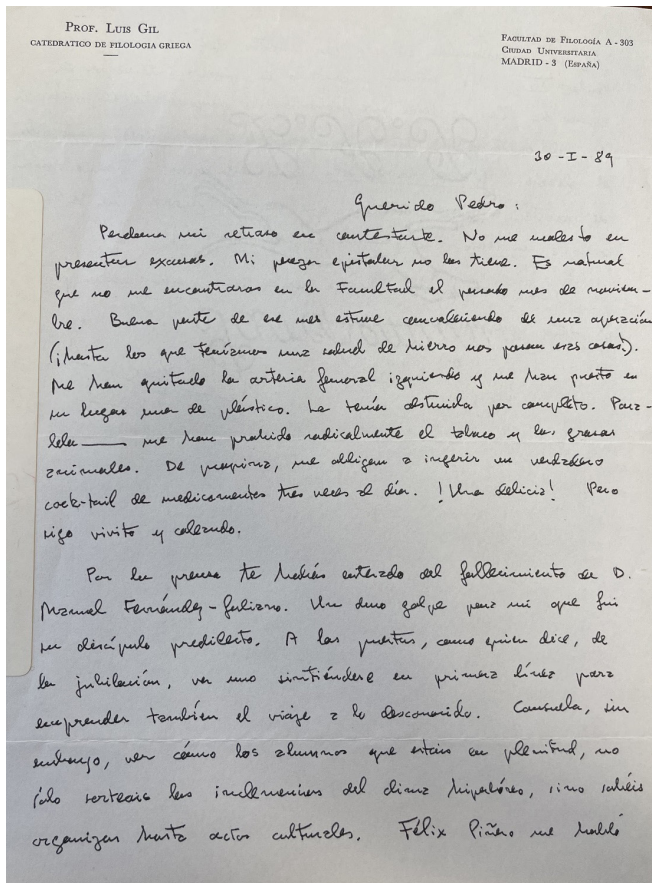 PROF. LUIS GIL
CATEDRATICO DE FILOLOGIA GRIEGA
FACULTAD DE FILOLOGÍA A - 303
CIUDAD UNIVERSITARIA
MADRID - 3 (ESPAÑA)
30 - I - 89
Querido Pedro:
Perdona mi retraso en contestarte. No me molesto en
presentar excusas. Mi pereza epistolar no las tiene. Es natural
que no me encontraras en la Facultad el pasado mes de noviem-
bre. Buena parte de ese mes estuve convaleciendo de una operación
(¡hasta los que teníamos una salud de hierro nos pasan esas cosas!).
Me han quitado la arteria femoral izquierda y me han puesto en
su lugar una de plástico. La tenía obstruida por completo. Para-
lela me han prohibido radicalmente el tabaco y las grasas
animales. De propina, me obligan a ingerir un verdadero
cock-tail de medicamentos tres veces al día. ! Una delicia! Pero
sigo vivito y coleando.
Por la prensa te habrás enterado del fallecimiento de D.
Manuel Fernández-Galiano. Un duro golpe para mí que fui
su discípulo predilecto. A las puertas, como quien dice, de
la jubilación, va uno sintiéndose en primera línea para
emprender también el viaje a lo desconocido. Consuela, sin
embargo, ver cómo los alumnos que estáis en plenitud, no
sólo sorteais las inclemencias del clima hiperbóreo, sino sabéis
organizar hasta actos culturales. Félix Piñero me habló